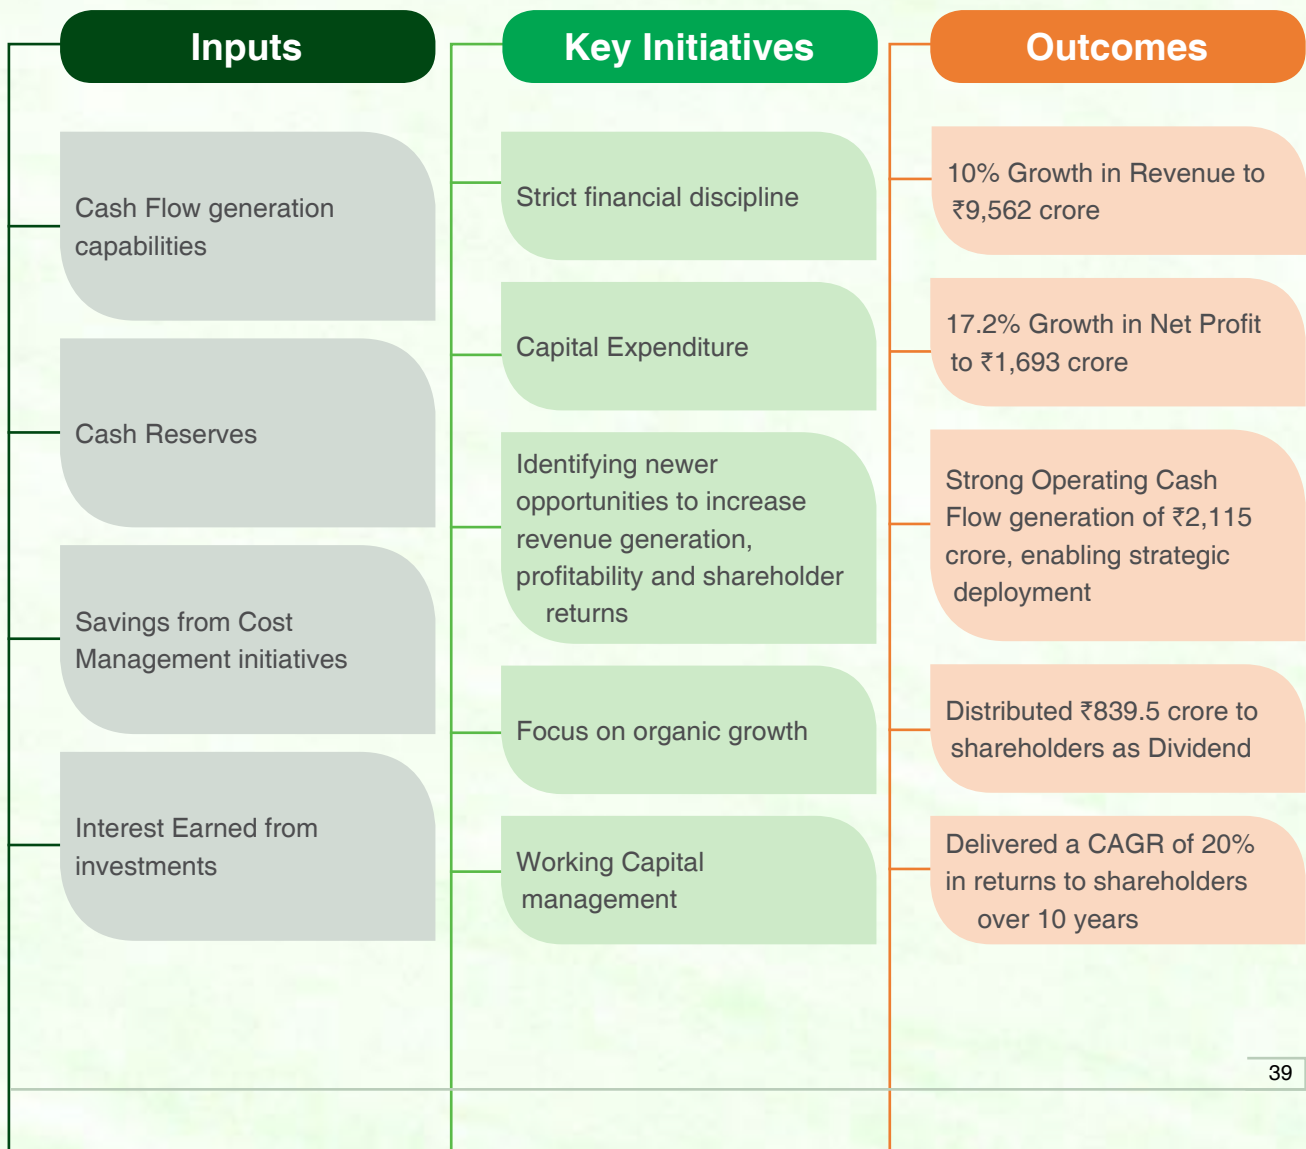 Inputs
Cash Flow generation
capabilities
Cash Reserves
Savings from Cost
Management initiatives
Interest Earned from
investments
Key Initiatives
Strict financial discipline
Capital Expenditure
Identifying newer
opportunities to increase
revenue generation,
profitability and shareholder
returns
Focus on organic growth
Working Capital
management
Outcomes
10% Growth in Revenue to
₹9,562 crore
17.2% Growth in Net Profit
to ₹1,693 crore
Strong Operating Cash
Flow generation of ₹2,115
crore, enabling strategic
deployment
Distributed ₹839.5 crore to
shareholders as Dividend
Delivered a CAGR of 20%
in returns to shareholders
over 10 years
39